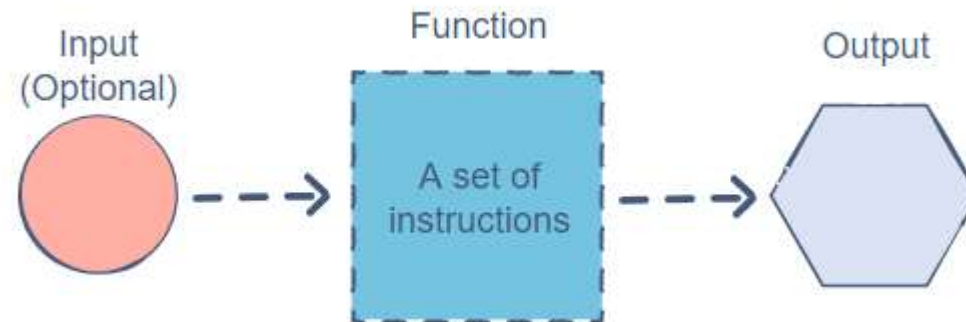 Input
(Optional)
Function
A set of
instructions
Output